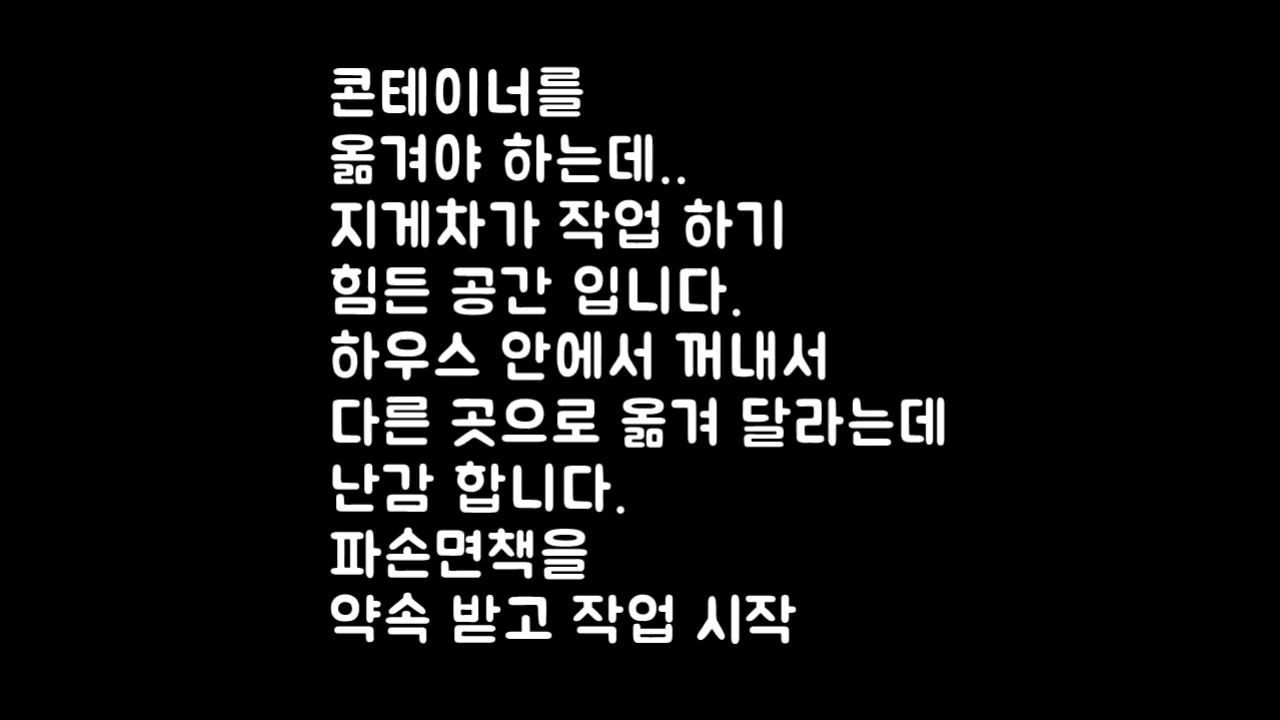 콘테이너를
옮겨야 하는데..
지게차가 작업 하기
힘든 공간 입니다.
하우스 안에서 꺼내서
다른 곳으로 옮겨 달라는데
난감 합니다.
파손면책을
약속 받고 작업 시작